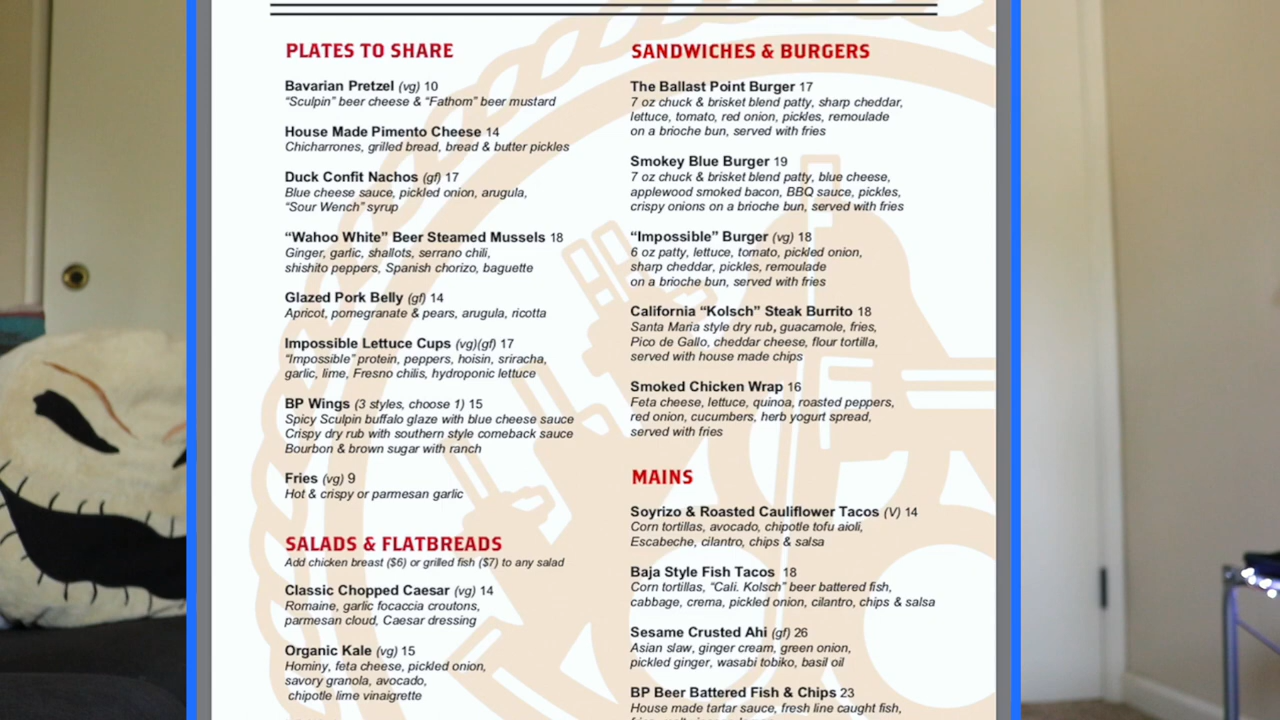 PLATES TO SHARE
Bavarian Pretzel (vg) 10
“Sculpin” beer cheese & “Fathom” beer mustard
House Made Pimento Cheese 14
Chicharrones, grilled bread, bread & butter pickles
Duck Confit Nachos (gf) 17
Blue cheese sauce, pickled onion, arugula,
“Sour Wench” syrup
“Wahoo White” Beer Steamed Mussels 18
Ginger, garlic, shallots, serrano chili,
shishito peppers, Spanish chorizo, baguette
Glazed Pork Belly (gf) 14
Apricot, pomegranate & pears, arugula, ricotta
Impossible Lettuce Cups (vg)(gf) 17
“Impossible” protein, peppers, hoisin, sriracha,
garlic, lime, Fresno chilis, hydroponic lettuce
BP Wings (3 styles, choose 1) 15
Spicy Sculpin buffalo glaze with blue cheese sauce
Crispy dry rub with southern style comeback sauce
Bourbon & brown sugar with ranch
Fries (vg) 9
Hot & crispy or parmesan garlic
SALADS & FLATBREADS
Add chicken breast ($6) or grilled fish ($7) to any salad
Classic Chopped Caesar (vg) 14
Romaine, garlic focaccia croutons,
parmesan cloud, Caesar dressing
Organic Kale (vg) 15
Hominy, feta cheese, pickled onion,
savory granola, avocado,
chipotle lime vinaigrette
SANDWICHES & BURGERS
The Ballast Point Burger 17
7 oz chuck & brisket blend patty, sharp cheddar,
lettuce, tomato, red onion, pickles, remoulade
on a brioche bun, served with fries
Smokey Blue Burger 19
7 oz chuck & brisket blend patty, blue cheese,
applewood smoked bacon, BBQ sauce, pickles,
crispy onions on a brioche bun, served with fries
“Impossible” Burger (vg) 18
6 oz patty, lettuce, tomato, pickled onion,
sharp cheddar, pickles, remoulade
on a brioche bun, served with fries
California “Kolsch” Steak Burrito 18
Santa Maria style dry rub, guacamole, fries,
Pico de Gallo, cheddar cheese, flour tortilla,
served with house made chips
Smoked Chicken Wrap 16
Feta cheese, lettuce, quinoa, roasted peppers,
red onion, cucumbers, herb yogurt spread,
served with fries
MAINS
Soyrizo & Roasted Cauliflower Tacos (V) 14
Corn tortillas, avocado, chipotle tofu aioli,
Escabeche, cilantro, chips & salsa
Baja Style Fish Tacos 18
Corn tortillas, “Cali. Kolsch” beer battered fish,
cabbage, crema, pickled onion, cilantro, chips & salsa
Sesame Crusted Ahi (gf) 26
Asian slaw, ginger cream, green onion,
pickled ginger, wasabi tobiko, basil oil
BP Beer Battered Fish & Chips 23
House made tartar sauce, fresh line caught fish,